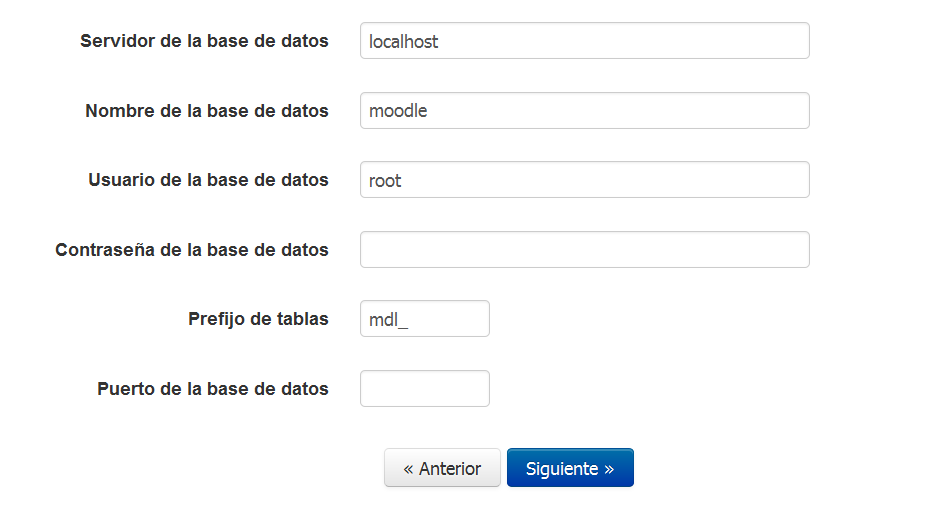 Servidor de la base de datos localhost
Nombre de la base de datos moodle
Usuario de la base de datos root
Contraseña de la base de datos
Prefijo de tablas mdl_
Puerto de la base de datos
« Anterior Siguiente »